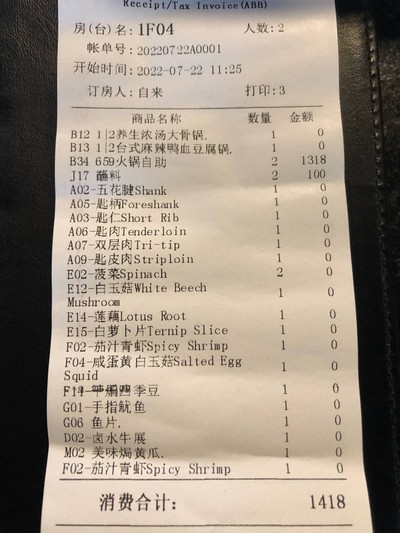 Receipt/Tax Invoice(ABB)
房(台)名: 1F04 人数: 2
帐单号: 20220722A0001
开始时间: 2022-07-22 11:25
订房人: 自来 打印: 3
商品名称 数量 金额
B12 1|2养生浓汤大骨锅. 1 0
B13 1|2台式麻辣鸭血豆腐锅. 1 0
B34 659火锅自助 2 1318
J17 蘸料 2 100
A02-五花腱Shank 1 0
A05-匙柄Foreshank 1 0
A03-匙仁Short Rib 1 0
A06-匙肉Tenderloin 1 0
A07-双层肉Tri-tip 1 0
A09-匙皮肉Striploin 1 0
E02-菠菜Spinach 2 0
E12-白玉菇White Beech 1 0
Mushroom
E14-莲藕Lotus Root 1 0
E15-白萝卜片Ternip Slice 1 0
F02-茄汁青虾Spicy Shrimp 1 0
F04-咸蛋黄白玉菇Salted Egg 1 0
Squid
季豆 1 0
G01-手指鱿鱼 1 0
G06 鱼片. 1 0
D02-卤水牛展 1 0
M02 美味焗黄瓜. 1 0
F02-茄汁青虾Spicy Shrimp 1 0
消费合计: 1418